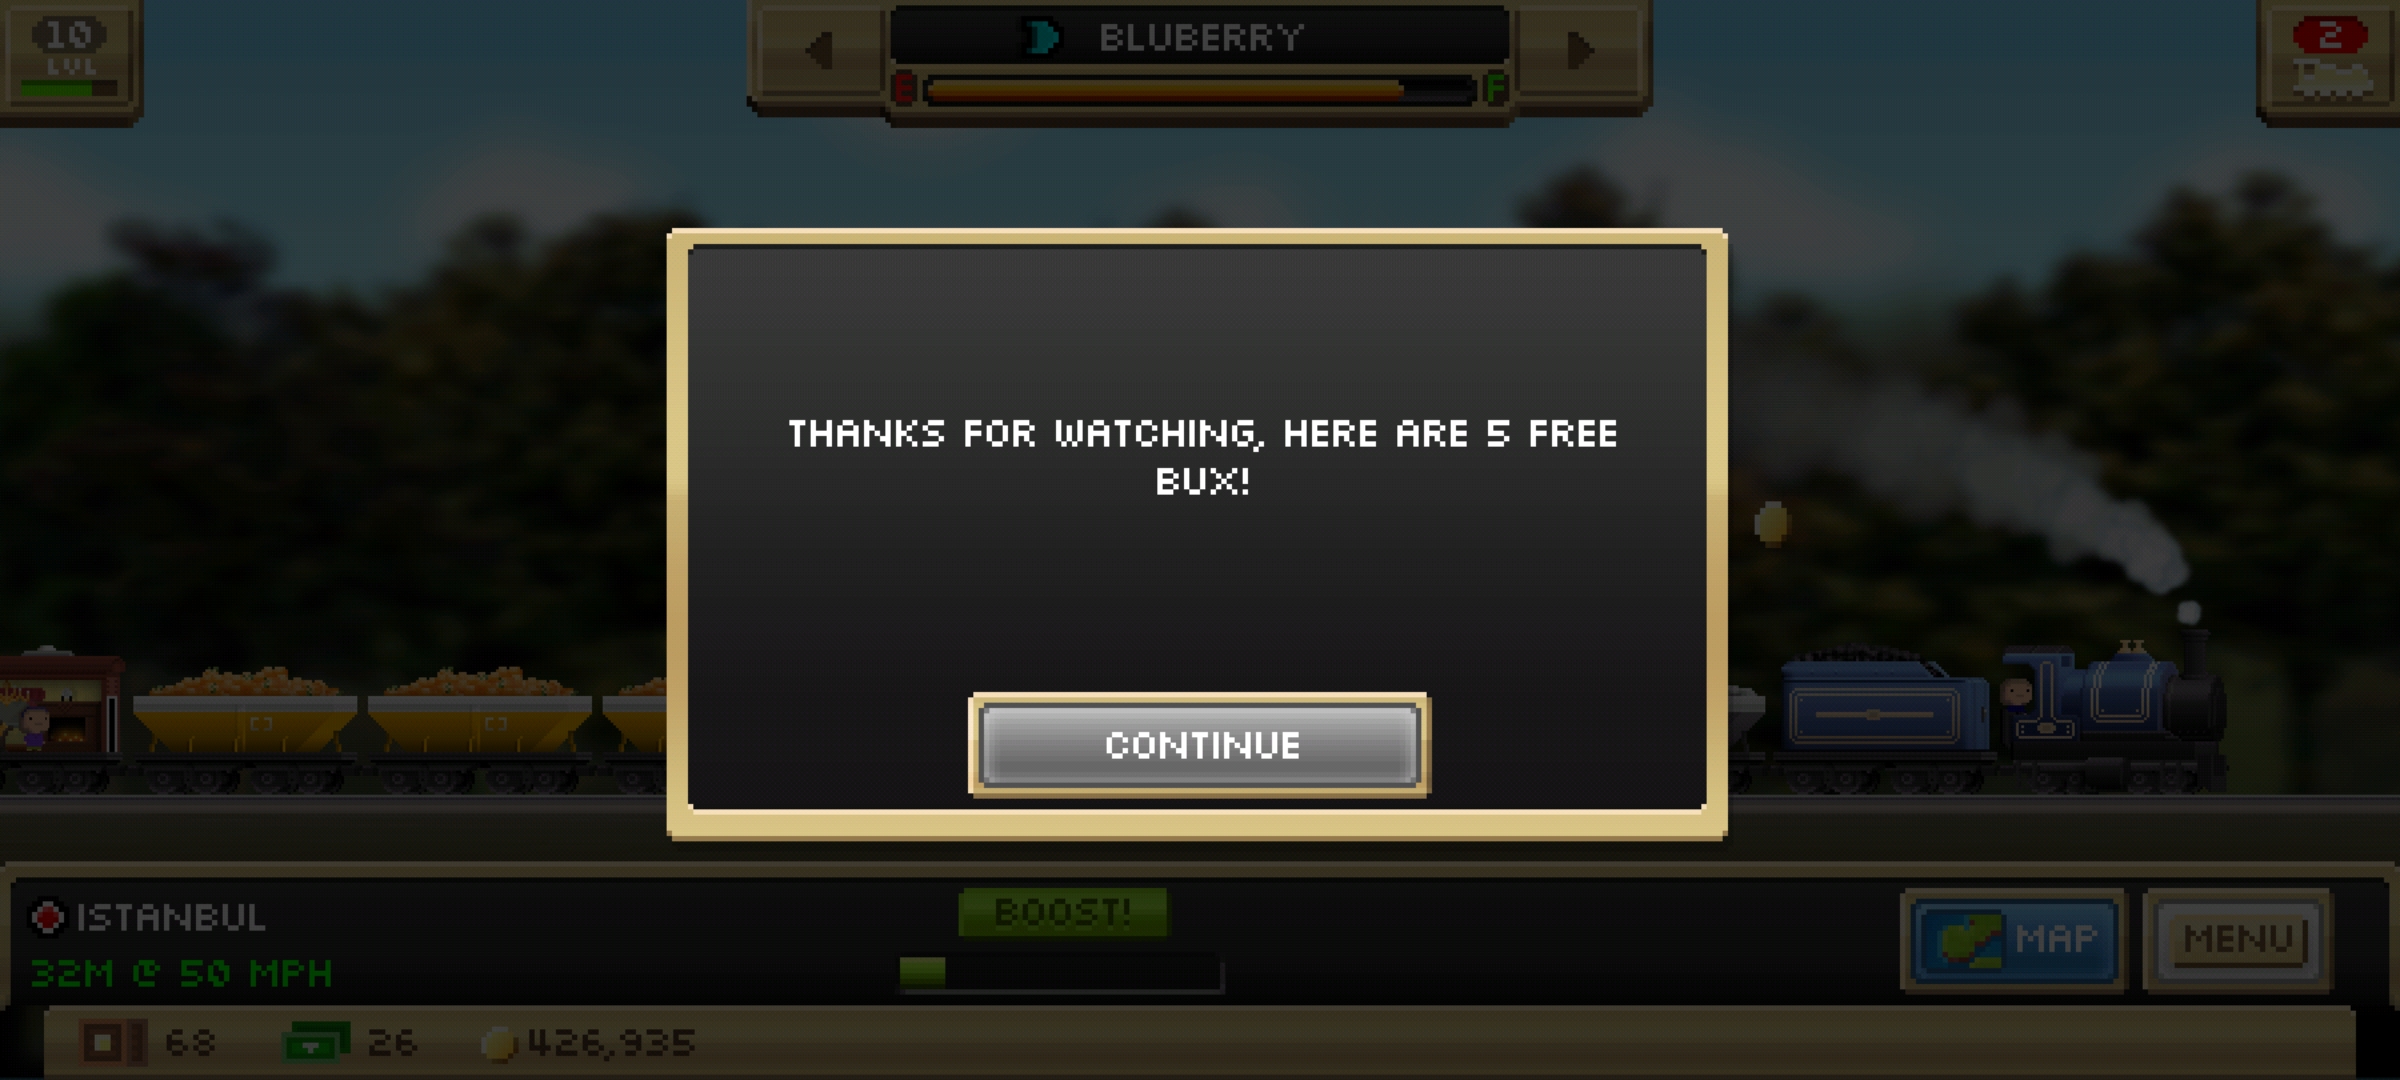 10
LVL
BLUBERRY
E
F
2
THANKS FOR WATCHING, HERE ARE 5 FREE
BUX!
CONTINUE
ISTANBUL
32M @ 50 MPH
BOOST!
MAP
MENU
68
26
426,935